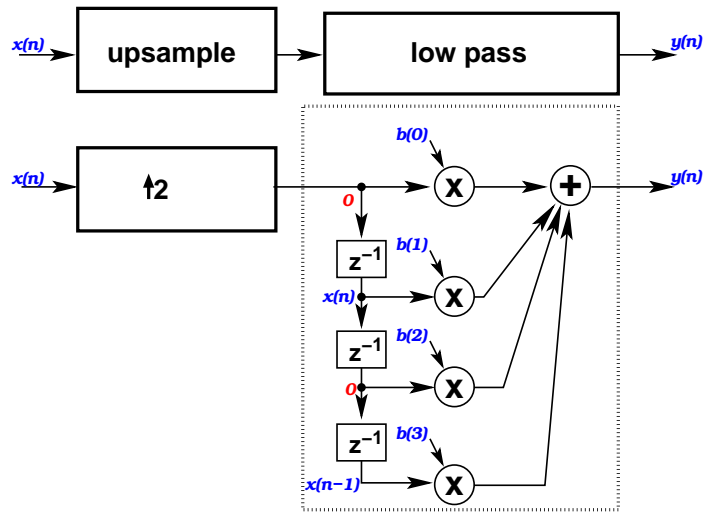 x(n) upsample low pass y(n)
b(0)
x(n) ↑2 X + y(n)
0
z⁻¹ b(1)
x(n) X
z⁻¹ b(2)
0 X
z⁻¹ b(3)
x(n−1) X